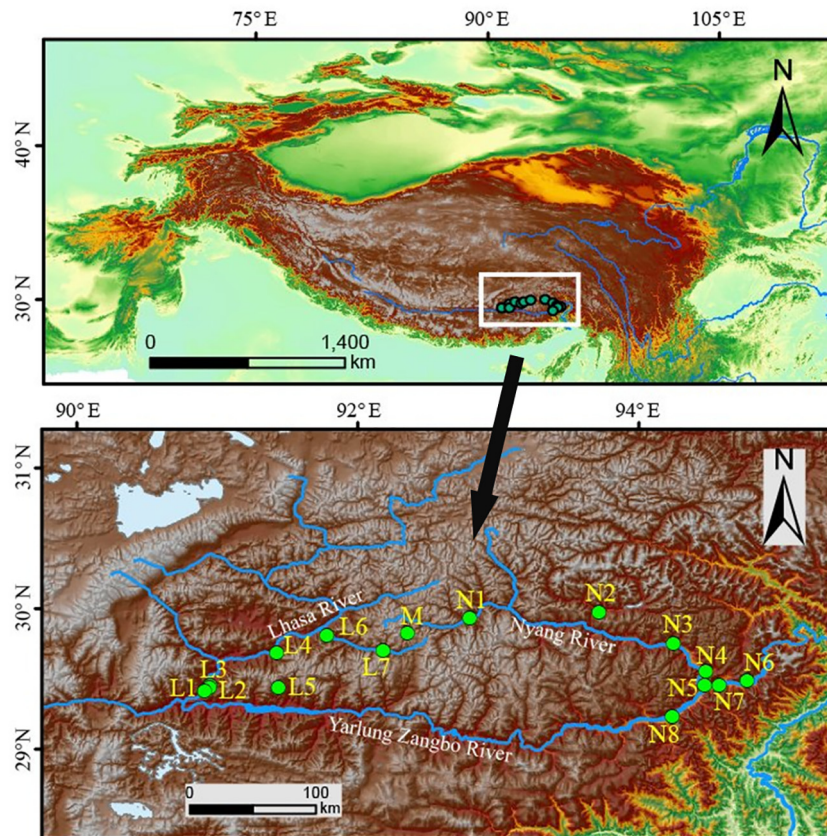 75°E 90°E 105°E
N
40°N
30°N
0 1,400
km
90°E 92°E 94°E
N
31°N
30°N
29°N
N1
N2
M
Lhasa River
L6
Nyang River
N3
L4
L7
N4
L3
L1
L2
L5
N5
N7
N6
N8
Yarlung Zangbo River
0 100
km